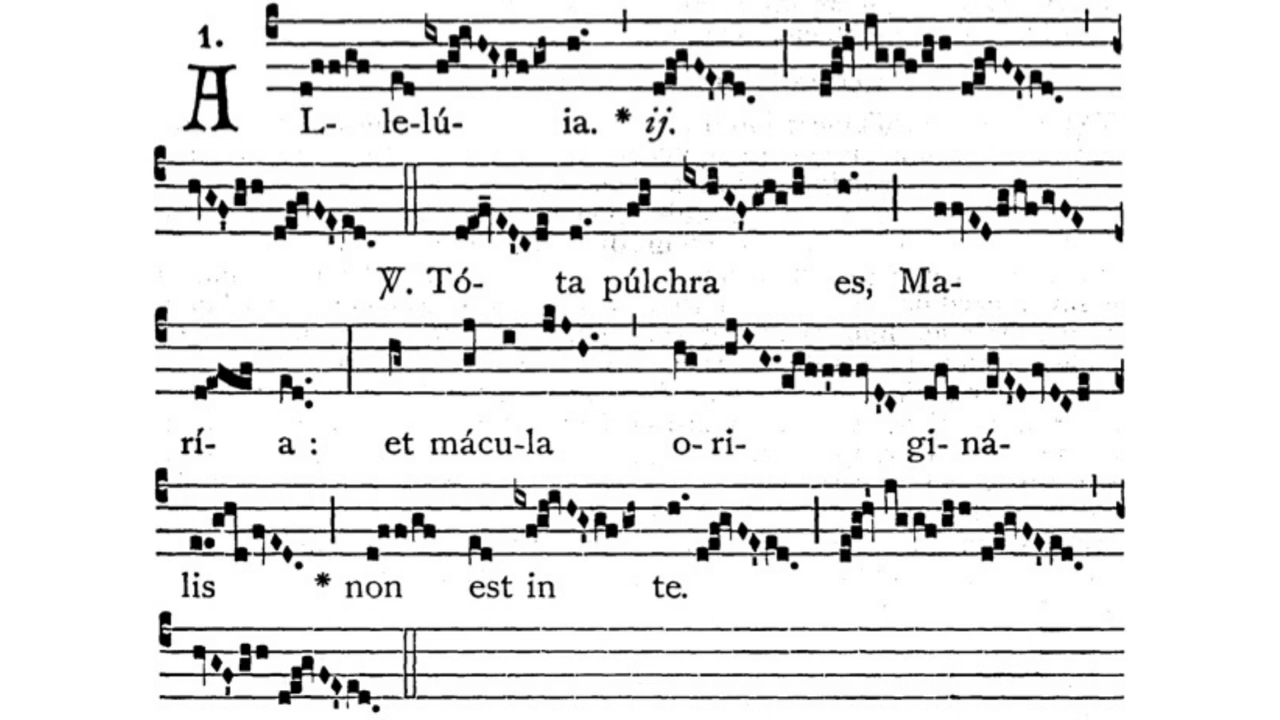 1.
AL- le-lú- ia. * ij.
℣. Tó- ta púlchra es, Ma-
rí- a : et mácu-la o- ri- gi- ná-
lis * non est in te.